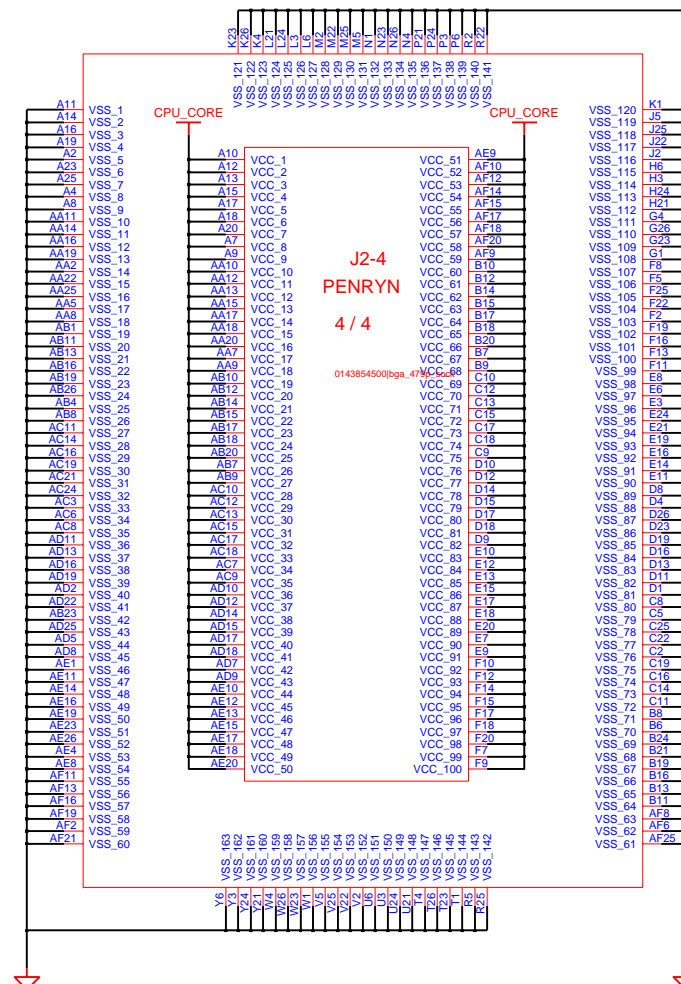 K23 VSS_121
K26 VSS_122
K4 VSS_123
L21 VSS_124
L24 VSS_125
L3 VSS_126
L6 VSS_127
M2 VSS_128
M22 VSS_129
M25 VSS_130
M5 VSS_131
N1 VSS_132
N23 VSS_133
N26 VSS_134
N4 VSS_135
P21 VSS_136
P24 VSS_137
P3 VSS_138
P6 VSS_139
R2 VSS_140
R22 VSS_141
A11 VSS_1
A14 VSS_2
A16 VSS_3
A19 VSS_4
A2 VSS_5
A23 VSS_6
A25 VSS_7
A4 VSS_8
A8 VSS_9
AA11 VSS_10
AA14 VSS_11
AA16 VSS_12
AA19 VSS_13
AA2 VSS_14
AA22 VSS_15
AA25 VSS_16
AA5 VSS_17
AA8 VSS_18
AB1 VSS_19
AB11 VSS_20
AB13 VSS_21
AB16 VSS_22
AB19 VSS_23
AB26 VSS_24
AB4 VSS_25
AB8 VSS_26
AC11 VSS_27
AC14 VSS_28
AC16 VSS_29
AC19 VSS_30
AC21 VSS_31
AC24 VSS_32
AC3 VSS_33
AC6 VSS_34
AC8 VSS_35
AD11 VSS_36
AD13 VSS_37
AD16 VSS_38
AD19 VSS_39
AD2 VSS_40
AD22 VSS_41
AB23 VSS_42
AD25 VSS_43
AD5 VSS_44
AD8 VSS_45
AE1 VSS_46
AE11 VSS_47
AE14 VSS_48
AE16 VSS_49
AE19 VSS_50
AE23 VSS_51
AE26 VSS_52
AE4 VSS_53
AE8 VSS_54
AF11 VSS_55
AF13 VSS_56
AF16 VSS_57
AF19 VSS_58
AF2 VSS_59
AF21 VSS_60
CPU_CORE
A10 VCC_1
A12 VCC_2
A13 VCC_3
A15 VCC_4
A17 VCC_5
A18 VCC_6
A20 VCC_7
A7 VCC_8
A9 VCC_9
AA10 VCC_10
AA12 VCC_11
AA13 VCC_12
AA15 VCC_13
AA17 VCC_14
AA18 VCC_15
AA20 VCC_16
AA7 VCC_17
AA9 VCC_18
AB10 VCC_19
AB12 VCC_20
AB14 VCC_21
AB15 VCC_22
AB17 VCC_23
AB18 VCC_24
AB20 VCC_25
AB7 VCC_26
AB9 VCC_27
AC10 VCC_28
AC12 VCC_29
AC13 VCC_30
AC15 VCC_31
AC17 VCC_32
AC18 VCC_33
AC7 VCC_34
AC9 VCC_35
AD10 VCC_36
AD12 VCC_37
AD14 VCC_38
AD15 VCC_39
AD17 VCC_40
AD18 VCC_41
AD7 VCC_42
AD9 VCC_43
AE10 VCC_44
AE12 VCC_45
AE13 VCC_46
AE15 VCC_47
AE17 VCC_48
AE18 VCC_49
AE20 VCC_50
J2-4
PENRYN
4 / 4
0143854500|bga_479p_sock
CPU_CORE
VCC_51 AE9
VCC_52 AF10
VCC_53 AF12
VCC_54 AF14
VCC_55 AF15
VCC_56 AF17
VCC_57 AF18
VCC_58 AF20
VCC_59 AF9
VCC_60 B10
VCC_61 B12
VCC_62 B14
VCC_63 B15
VCC_64 B17
VCC_65 B18
VCC_66 B20
VCC_67 B7
VCC_68 B9
VCC_69 C10
VCC_70 C12
VCC_71 C13
VCC_72 C15
VCC_73 C17
VCC_74 C18
VCC_75 C9
VCC_76 D10
VCC_77 D12
VCC_78 D14
VCC_79 D15
VCC_80 D17
VCC_81 D18
VCC_82 D9
VCC_83 E10
VCC_84 E12
VCC_85 E13
VCC_86 E15
VCC_87 E17
VCC_88 E18
VCC_89 E20
VCC_90 E7
VCC_91 E9
VCC_92 F10
VCC_93 F12
VCC_94 F14
VCC_95 F15
VCC_96 F17
VCC_97 F18
VCC_98 F20
VCC_99 F7
VCC_100 F9
VSS_120 K1
VSS_119 J5
VSS_118 J25
VSS_117 J22
VSS_116 J2
VSS_115 H6
VSS_114 H3
VSS_113 H24
VSS_112 H21
VSS_111 G4
VSS_110 G26
VSS_109 G23
VSS_108 G1
VSS_107 F8
VSS_106 F5
VSS_105 F25
VSS_104 F22
VSS_103 F2
VSS_102 F19
VSS_101 F16
VSS_100 F13
VSS_99 F11
VSS_98 E8
VSS_97 E6
VSS_96 E3
VSS_95 E24
VSS_94 E21
VSS_93 E19
VSS_92 E16
VSS_91 E14
VSS_90 E11
VSS_89 D8
VSS_88 D4
VSS_87 D26
VSS_86 D23
VSS_85 D19
VSS_84 D16
VSS_83 D13
VSS_82 D11
VSS_81 D1
VSS_80 C8
VSS_79 C5
VSS_78 C25
VSS_77 C22
VSS_76 C2
VSS_75 C19
VSS_74 C16
VSS_73 C14
VSS_72 C11
VSS_71 B8
VSS_70 B6
VSS_69 B24
VSS_68 B21
VSS_67 B19
VSS_66 B16
VSS_65 B13
VSS_64 B11
VSS_63 AF8
VSS_62 AF6
VSS_61 AF25
Y6 VSS_163
Y3 VSS_162
Y24 VSS_161
Y21 VSS_160
W4 VSS_159
W26 VSS_158
W23 VSS_157
W1 VSS_156
V5 VSS_155
V25 VSS_154
V22 VSS_153
V2 VSS_152
U6 VSS_151
U3 VSS_150
U24 VSS_149
U21 VSS_148
T4 VSS_147
T26 VSS_146
T23 VSS_145
T1 VSS_144
R5 VSS_143
R25 VSS_142